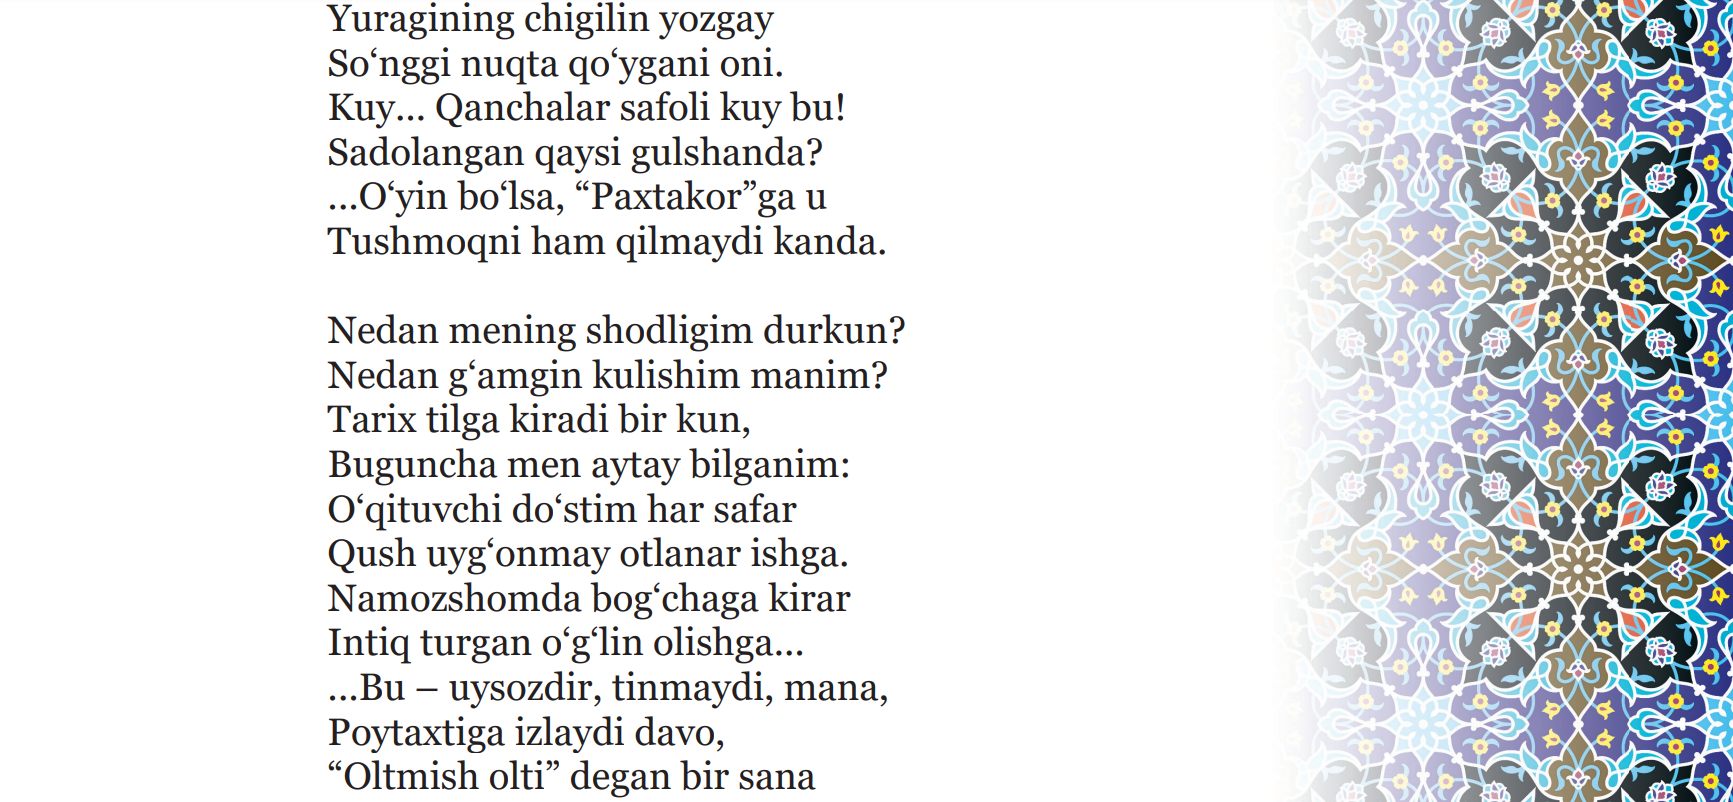 Yuragining chigilin yozgay
So‘nggi nuqta qo‘ygani oni.
Kuy... Qanchalar safoli kuy bu!
Sadolangan qaysi gulshanda?
...O‘yin bo‘lsa, “Paxtakor”ga u
Tushmoqni ham qilmaydi kanda.

Nedan mening shodligim durkun?
Nedan g‘amgin kulishim manim?
Tarix tilga kiradi bir kun,
Buguncha men aytay bilganim:
O‘qituvchi do‘stim har safar
Qush uyg‘onmay otlanar ishga.
Namozshomda bog‘chaga kirar
Intiq turgan o‘g‘lin olishga...
...Bu – uysozdir, tinmaydi, mana,
Poytaxtiga izlaydi davo,
“Oltmish olti” degan bir sana